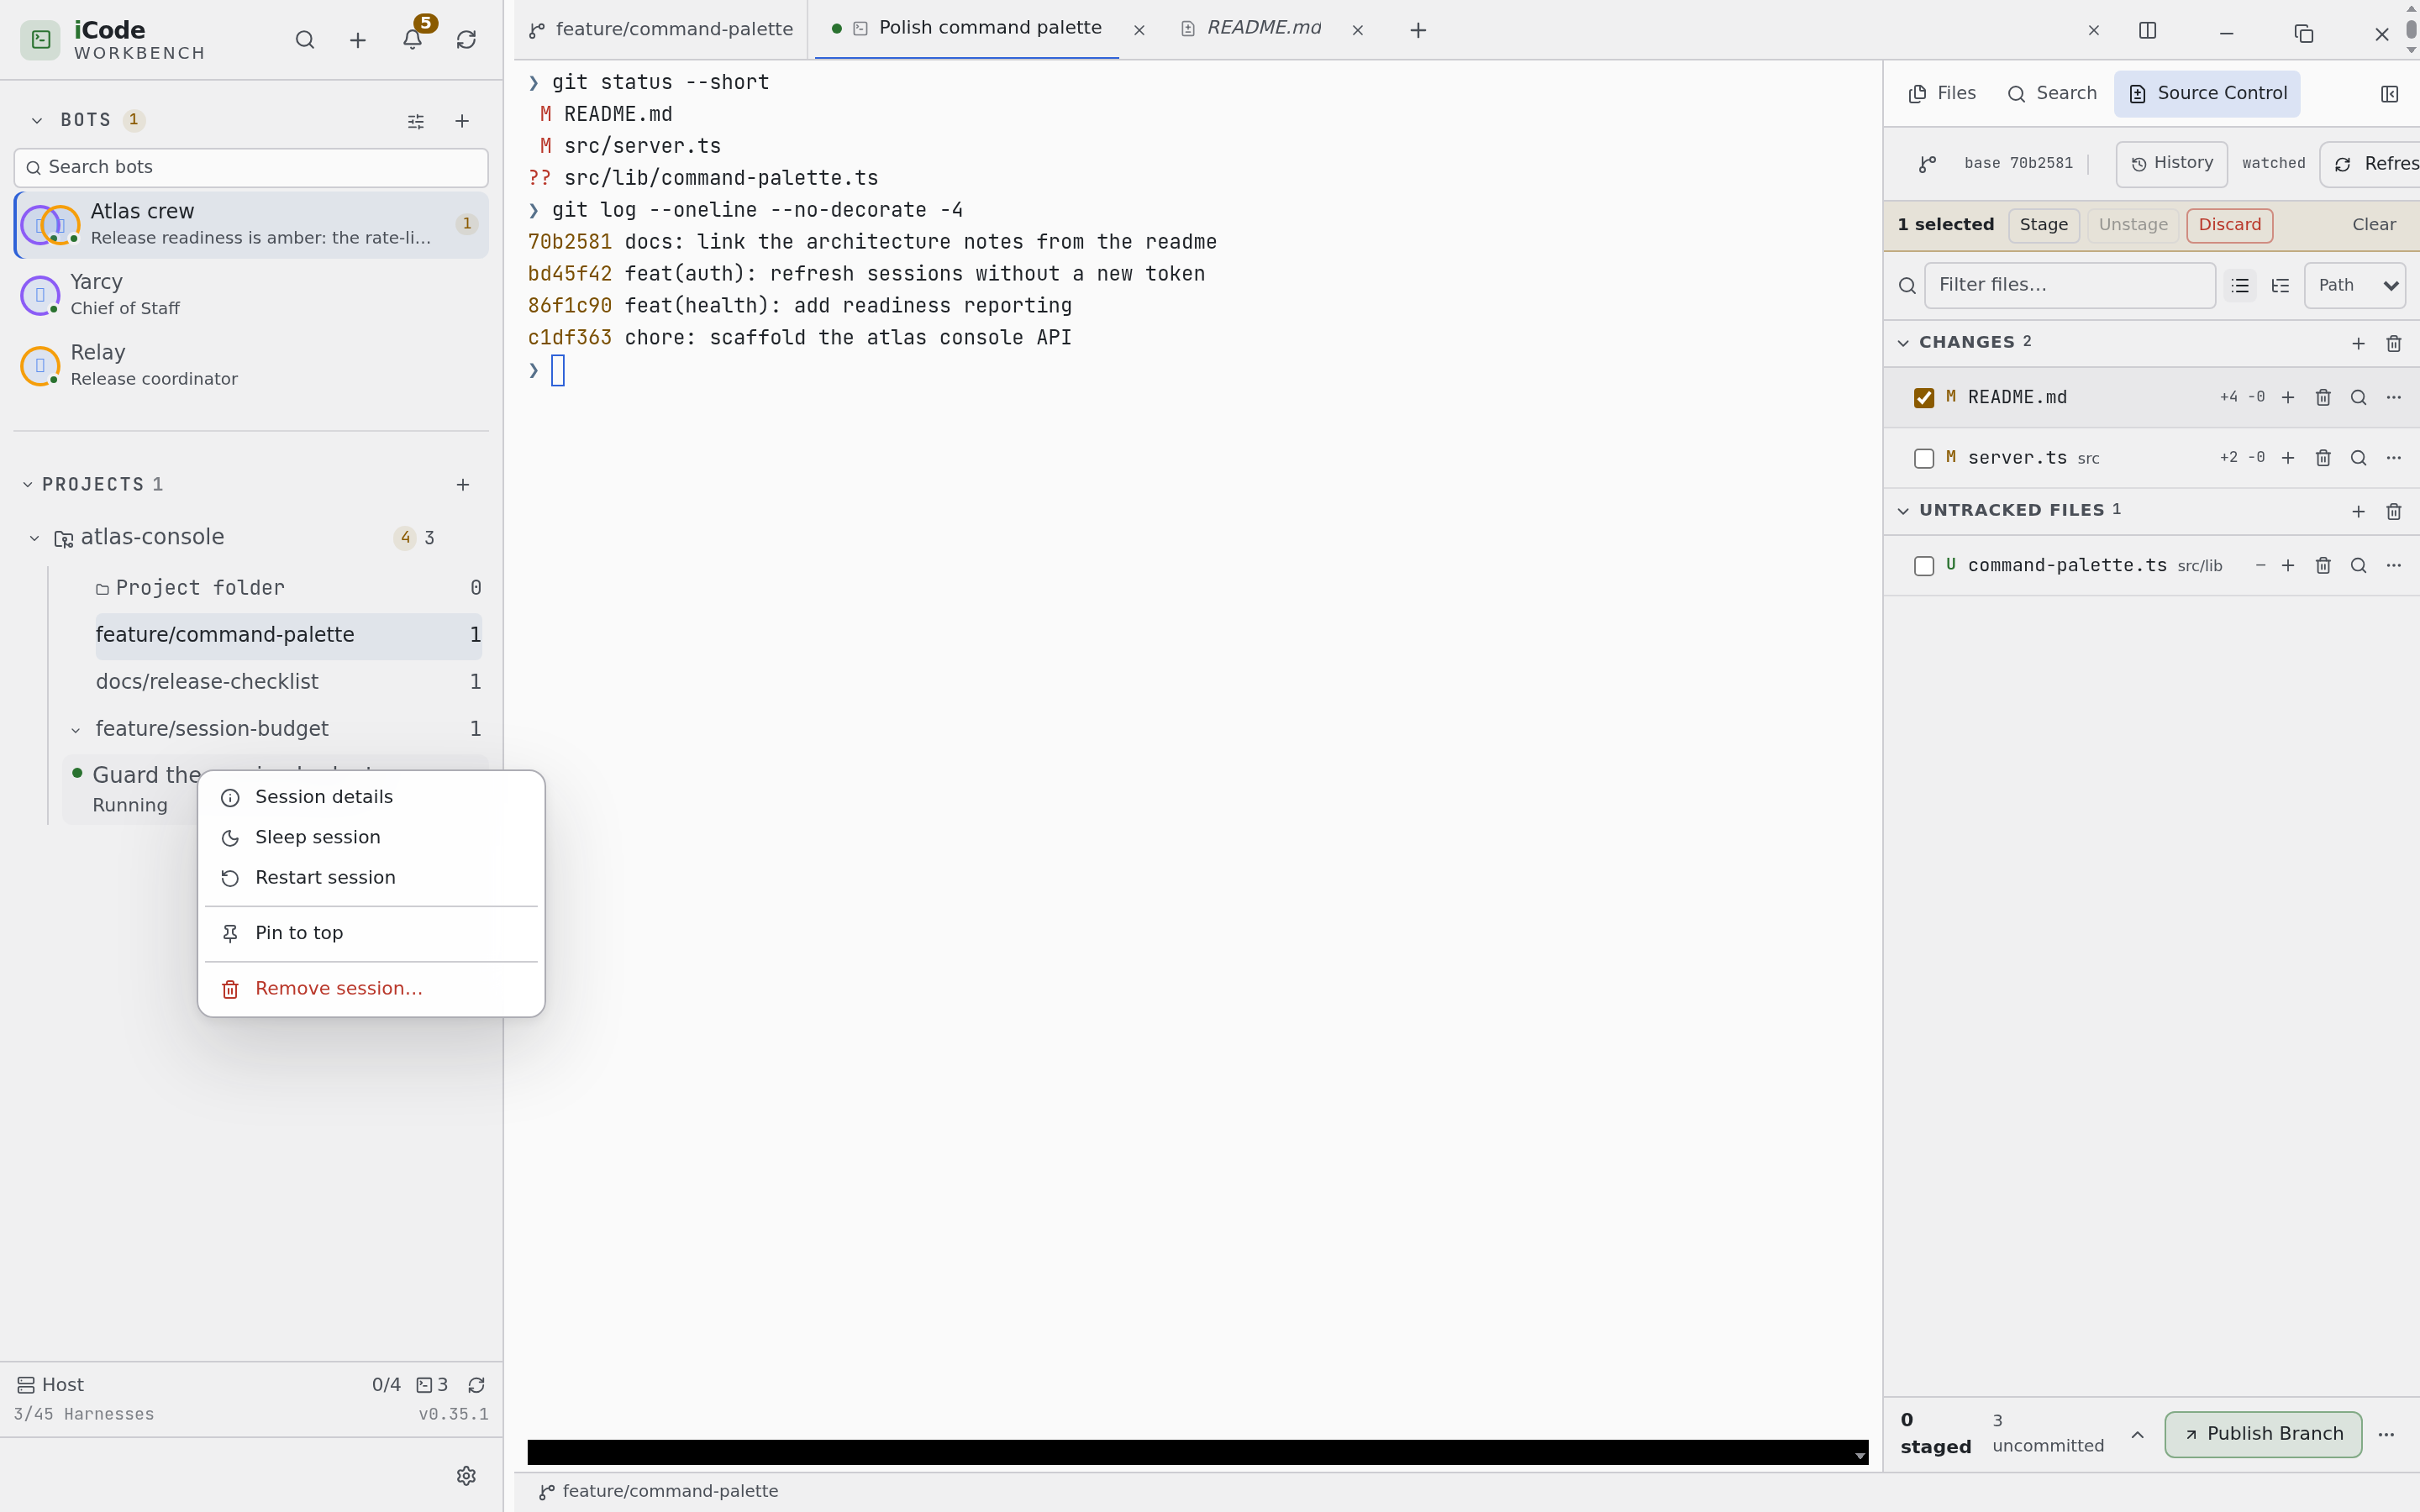 iCode
WORKBENCH
5
BOTS 1
Search bots
Atlas crew
Release readiness is amber: the rate-li...
1
Yarcy
Chief of Staff
Relay
Release coordinator
PROJECTS 1
atlas-console 4 3
Project folder 0
feature/command-palette 1
docs/release-checklist 1
feature/session-budget 1
Guard the
Running
Session details
Sleep session
Restart session
Pin to top
Remove session...
Host 0/4 3
3/45 Harnesses v0.35.1
feature/command-palette
Polish command palette
README.md
❯ git status --short
M README.md
M src/server.ts
?? src/lib/command-palette.ts
❯ git log --oneline --no-decorate -4
70b2581 docs: link the architecture notes from the readme
bd45f42 feat(auth): refresh sessions without a new token
86f1c90 feat(health): add readiness reporting
c1df363 chore: scaffold the atlas console API
❯
feature/command-palette
Files Search Source Control
base 70b2581 History watched Refres
1 selected Stage Unstage Discard Clear
Filter files... Path
CHANGES 2
M README.md +4 -0
M server.ts src +2 -0
UNTRACKED FILES 1
U command-palette.ts src/lib –
0 staged
3 uncommitted
Publish Branch